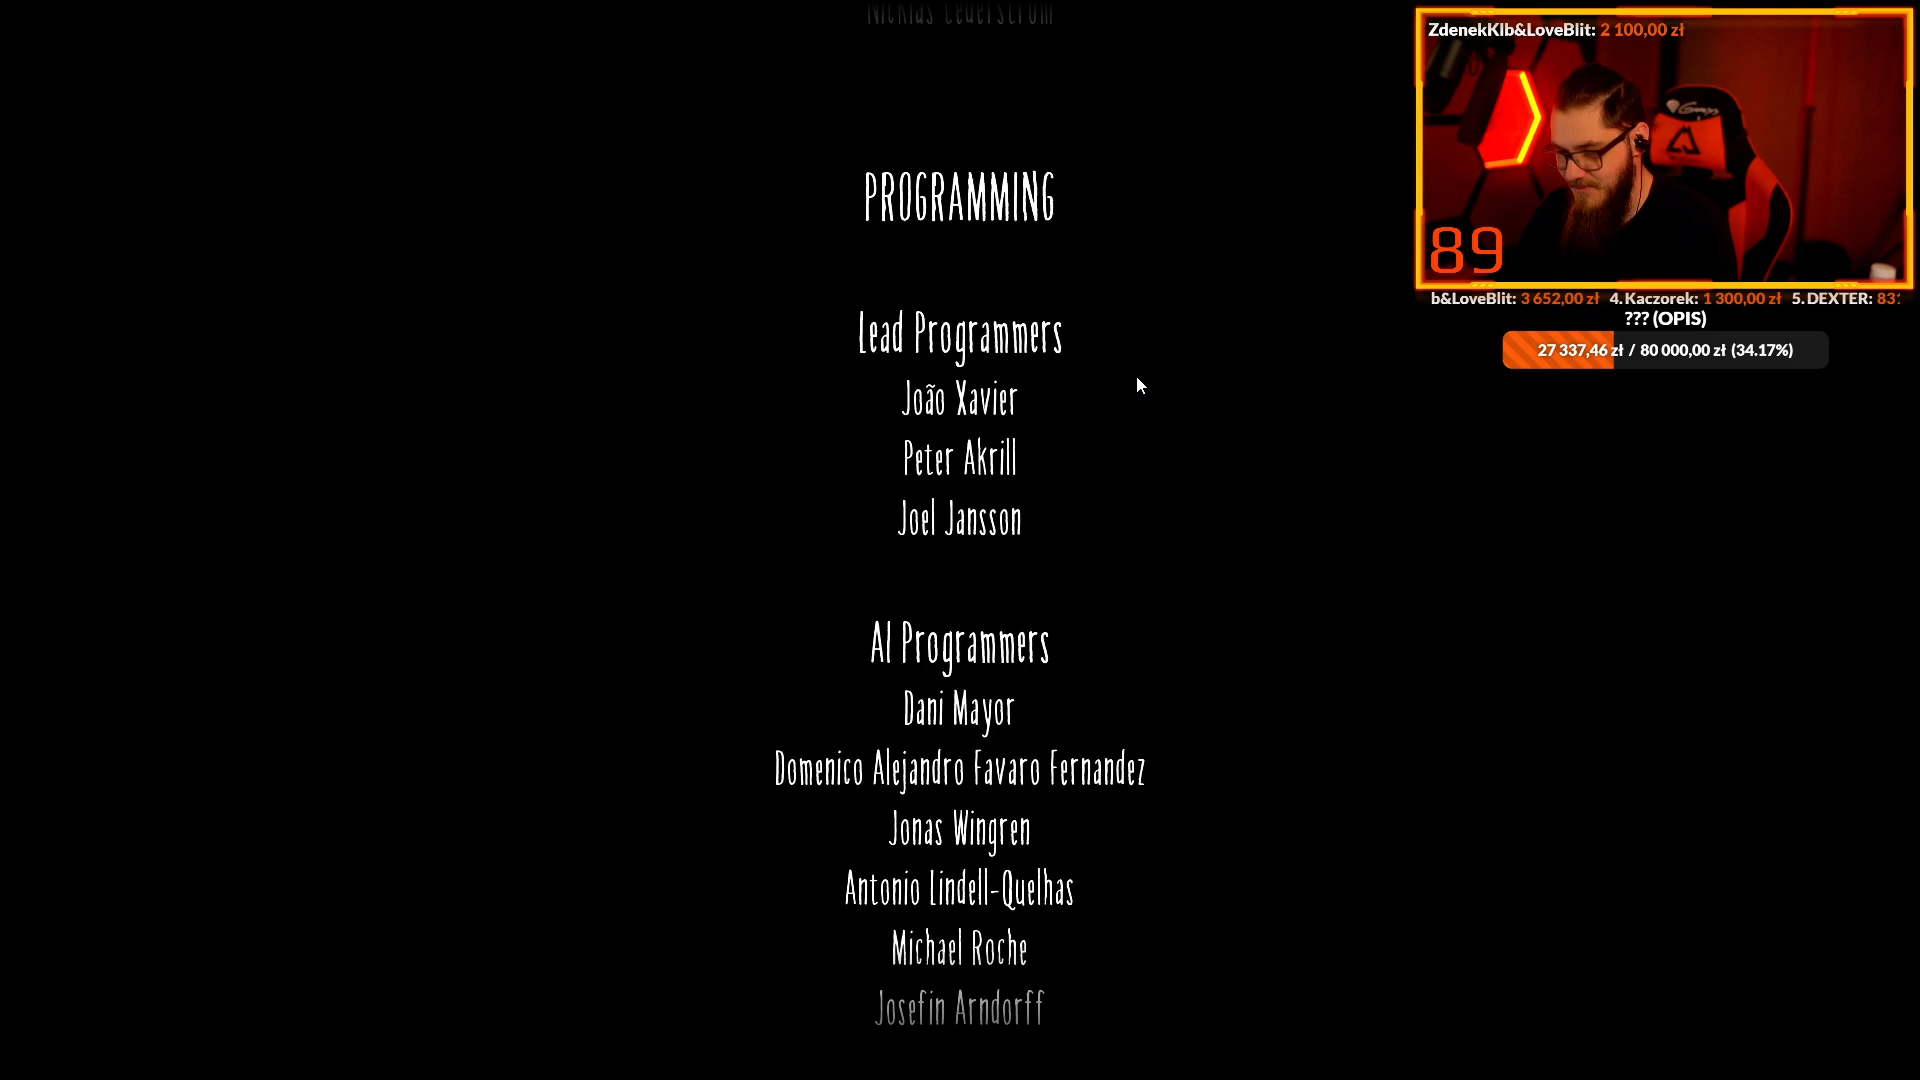 Nicklas Cederström
PROGRAMMING
Lead Programmers
João Xavier
Peter Akrill
Joel Jansson
AI Programmers
Dani Mayor
Domenico Alejandro Favaro Fernandez
Jonas Wingren
Antonio Lindell-Quelhas
Michael Roche
Josefin Arndorff
ZdenekKlb&LoveBlit: 2 100,00 zł
89
b&LoveBlit: 3 652,00 zł 4. Kaczorek: 1 300,00 zł 5. DEXTER: 831
??? (OPIS)
27 337,46 zł / 80 000,00 zł (34.17%)